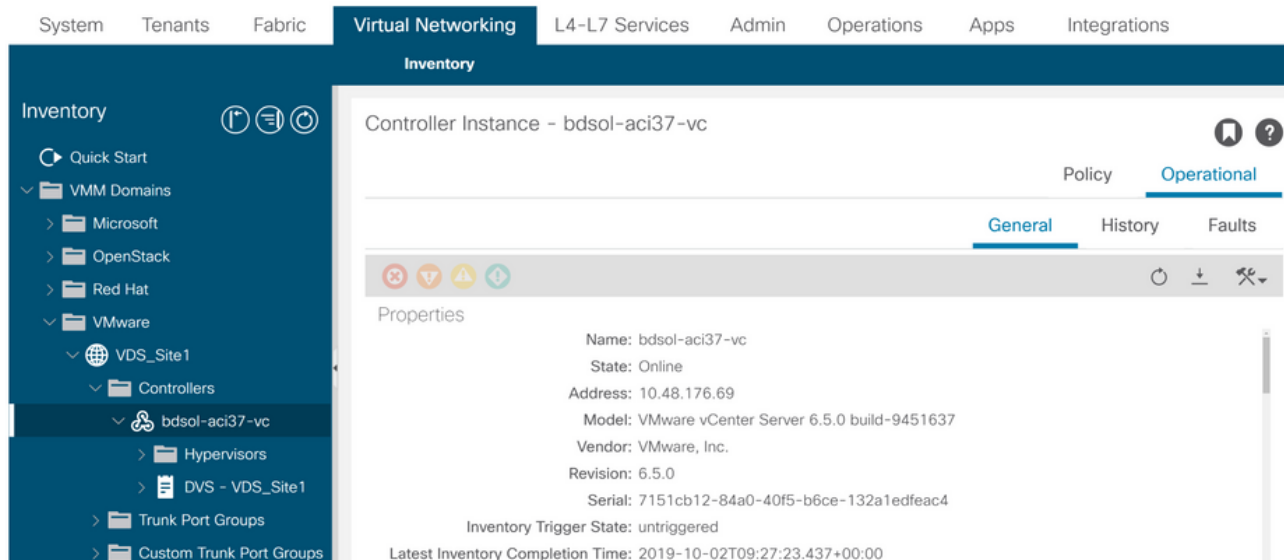 System Tenants Fabric Virtual Networking L4-L7 Services Admin Operations Apps Integrations
Inventory
Inventory
Quick Start
VMM Domains
Microsoft
OpenStack
Red Hat
VMware
VDS_Site1
Controllers
bdsol-aci37-vc
Hypervisors
DVS - VDS_Site1
Trunk Port Groups
Custom Trunk Port Groups
Controller Instance - bdsol-aci37-vc
Policy Operational
General History Faults
Properties
Name: bdsol-aci37-vc
State: Online
Address: 10.48.176.69
Model: VMware vCenter Server 6.5.0 build-9451637
Vendor: VMware, Inc.
Revision: 6.5.0
Serial: 7151cb12-84a0-40f5-b6ce-132a1edfeac4
Inventory Trigger State: untriggered
Latest Inventory Completion Time: 2019-10-02T09:27:23.437+00:00